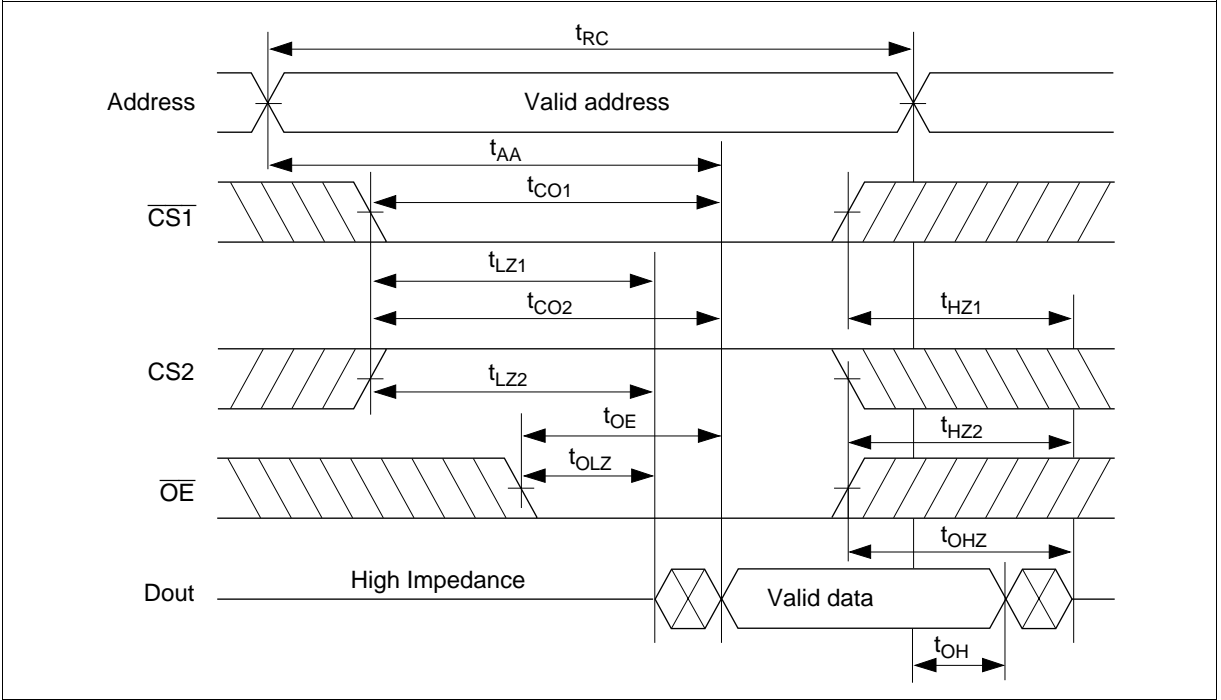 tRC
Address
Valid address
tAA
tCO1
CS1
tLZ1
tCO2
tHZ1
CS2
tLZ2
tOE
tHZ2
tOLZ
OE
tOHZ
Dout
High Impedance
Valid data
tOH